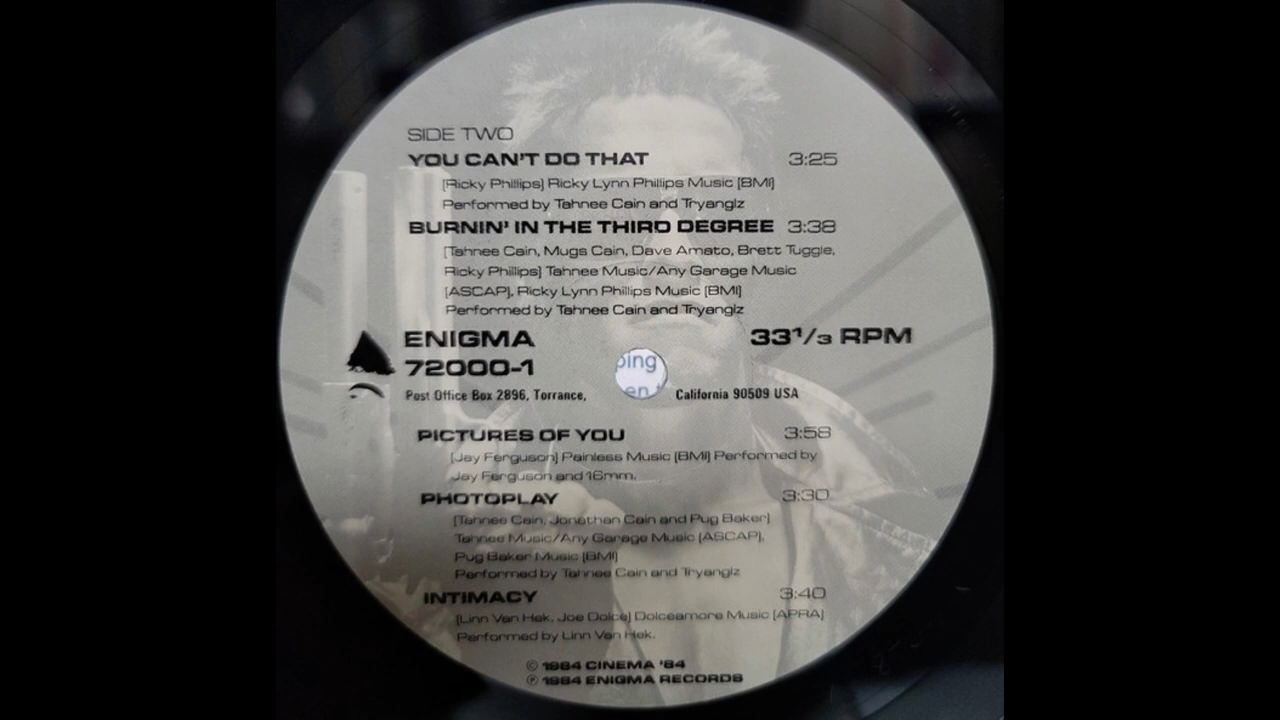 SIDE TWO
YOU CAN'T DO THAT 3:25
[Ricky Phillips] Ricky Lynn Phillips Music [BMI]
Performed by Tahnee Cain and Tryanglz
BURNIN' IN THE THIRD DEGREE 3:38
[Tahnee Cain, Mugs Cain, Dave Amato, Brett Tuggle,
Ricky Phillips] Tahnee Music/Any Garage Music
[ASCAP], Ricky Lynn Phillips Music [BMI]
Performed by Tahnee Cain and Tryanglz
ENIGMA 33 1/3 RPM
72000-1
ping
en
Post Office Box 2896, Torrance, California 90509 USA
PICTURES OF YOU 3:58
[Jay Ferguson] Painless Music [BMI] Performed by
Jay Ferguson and 16mm.
PHOTOPLAY 3:30
[Tahnee Cain, Jonathan Cain and Pug Baker]
Tahnee Music/Any Garage Music [ASCAP],
Pug Baker Music [BMI]
Performed by Tahnee Cain and Tryanglz
INTIMACY 3:40
[Linn Van Hek, Joe Dolce] Dolceamore Music [APRA]
Performed by Linn Van Hek.
© 1984 CINEMA '84
℗ 1984 ENIGMA RECORDS